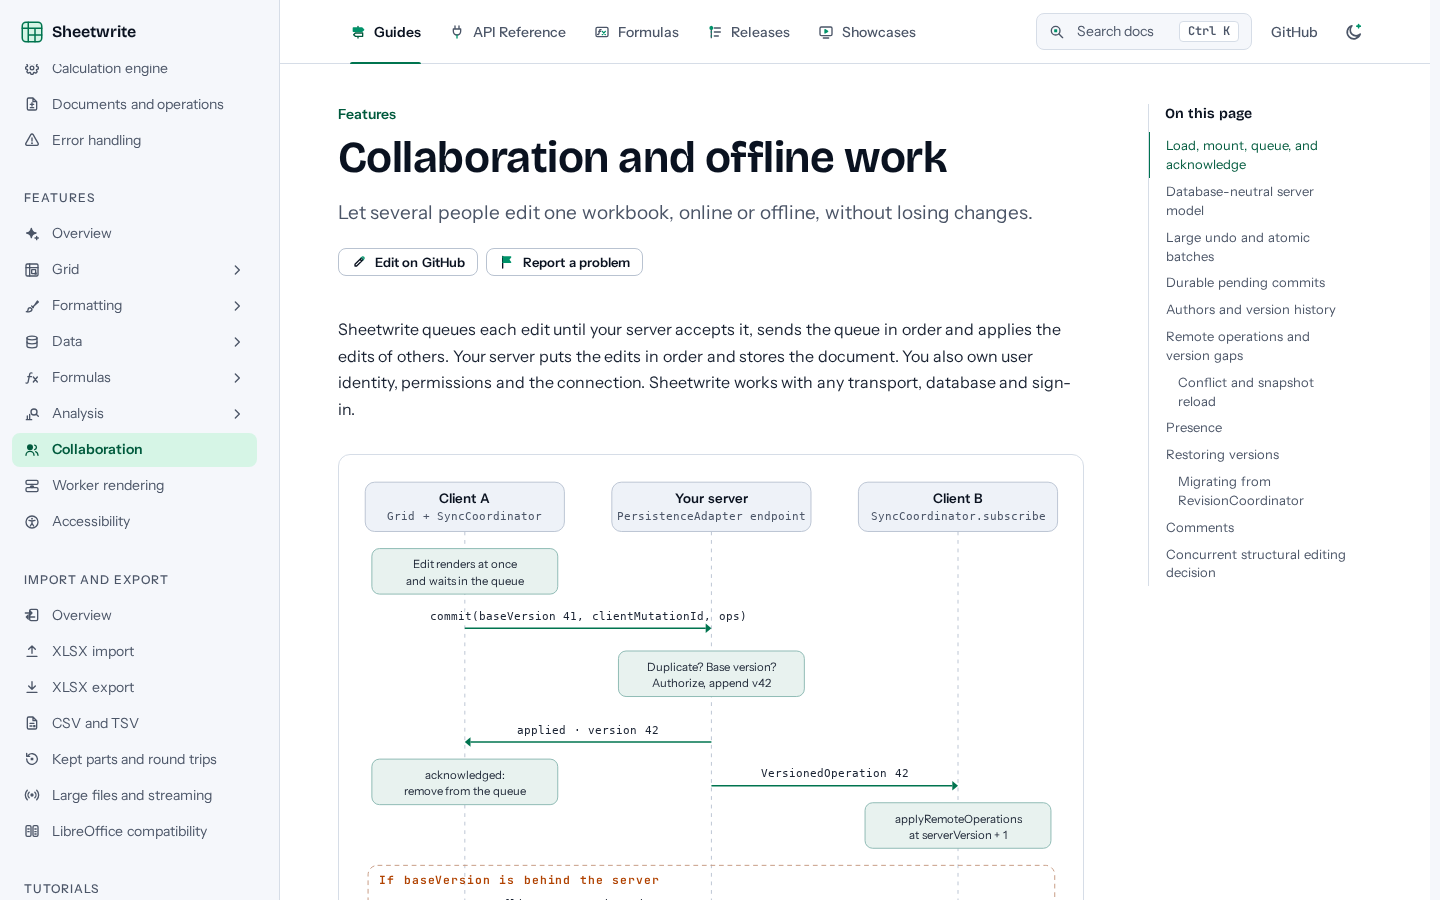 Sheetwrite
Calculation engine
Documents and operations
Error handling
FEATURES
Overview
Grid
Formatting
Data
Formulas
Analysis
Collaboration
Worker rendering
Accessibility
IMPORT AND EXPORT
Overview
XLSX import
XLSX export
CSV and TSV
Kept parts and round trips
Large files and streaming
LibreOffice compatibility
TUTORIALS
Guides
API Reference
Formulas
Releases
Showcases
Search docs
Ctrl K
GitHub
Features
Collaboration and offline work
Let several people edit one workbook, online or offline, without losing changes.
Edit on GitHub
Report a problem
Sheetwrite queues each edit until your server accepts it, sends the queue in order and applies the
edits of others. Your server puts the edits in order and stores the document. You also own user
identity, permissions and the connection. Sheetwrite works with any transport, database and sign-
in.
Client A
Grid + SyncCoordinator
Your server
PersistenceAdapter endpoint
Client B
SyncCoordinator.subscribe
Edit renders at once
and waits in the queue
commit(baseVersion 41, clientMutationId, ops)
Duplicate? Base version?
Authorize, append v42
applied · version 42
acknowledged:
remove from the queue
VersionedOperation 42
applyRemoteOperations
at serverVersion + 1
If baseVersion is behind the server
On this page
Load, mount, queue, and
acknowledge
Database-neutral server
model
Large undo and atomic
batches
Durable pending commits
Authors and version history
Remote operations and
version gaps
Conflict and snapshot
reload
Presence
Restoring versions
Migrating from
RevisionCoordinator
Comments
Concurrent structural editing
decision